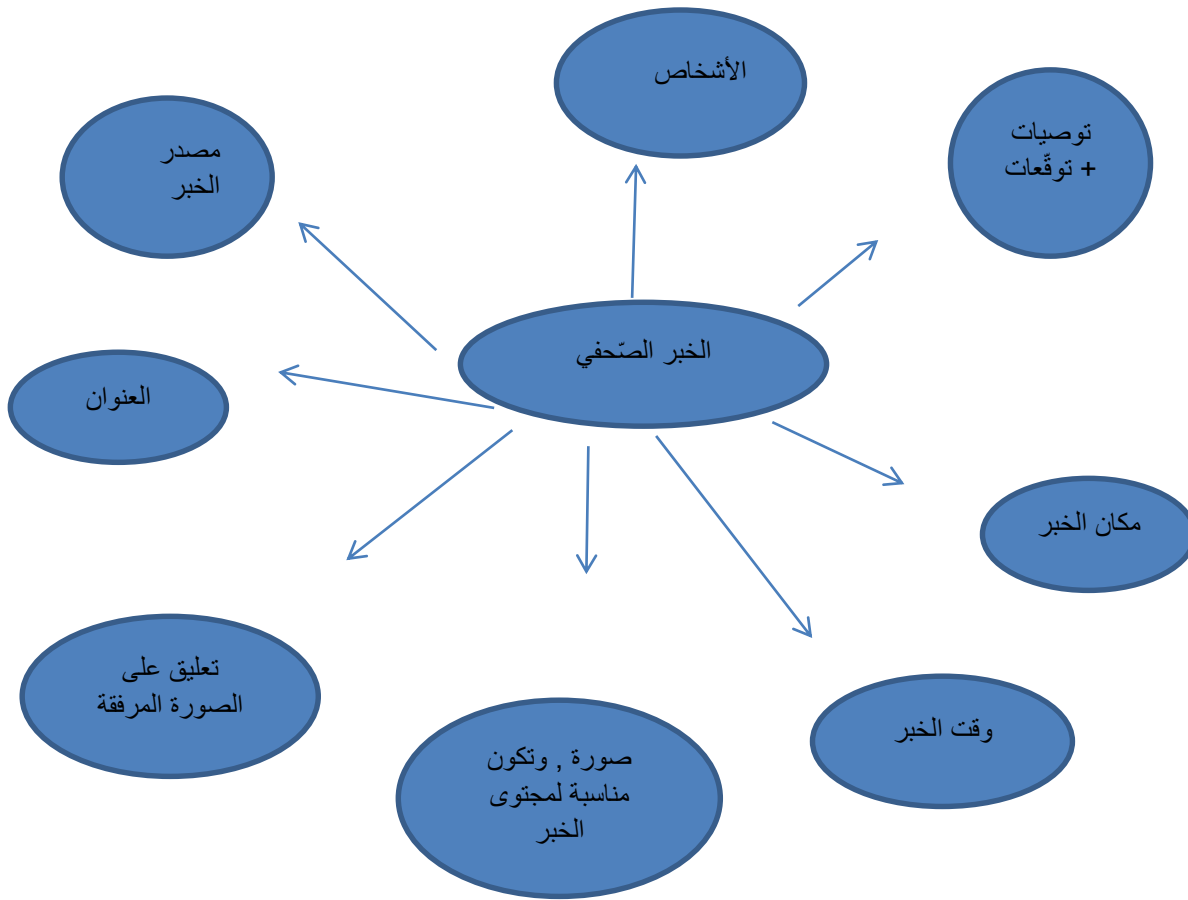 الأشخاص
توصيات
+ توقّعات
مصدر
الخبر
الخبر الصّحفي
العنوان
مكان الخبر
تعليق على
الصورة المرفقة
وقت الخبر
صورة , وتكون
مناسبة لمجتوى
الخبر